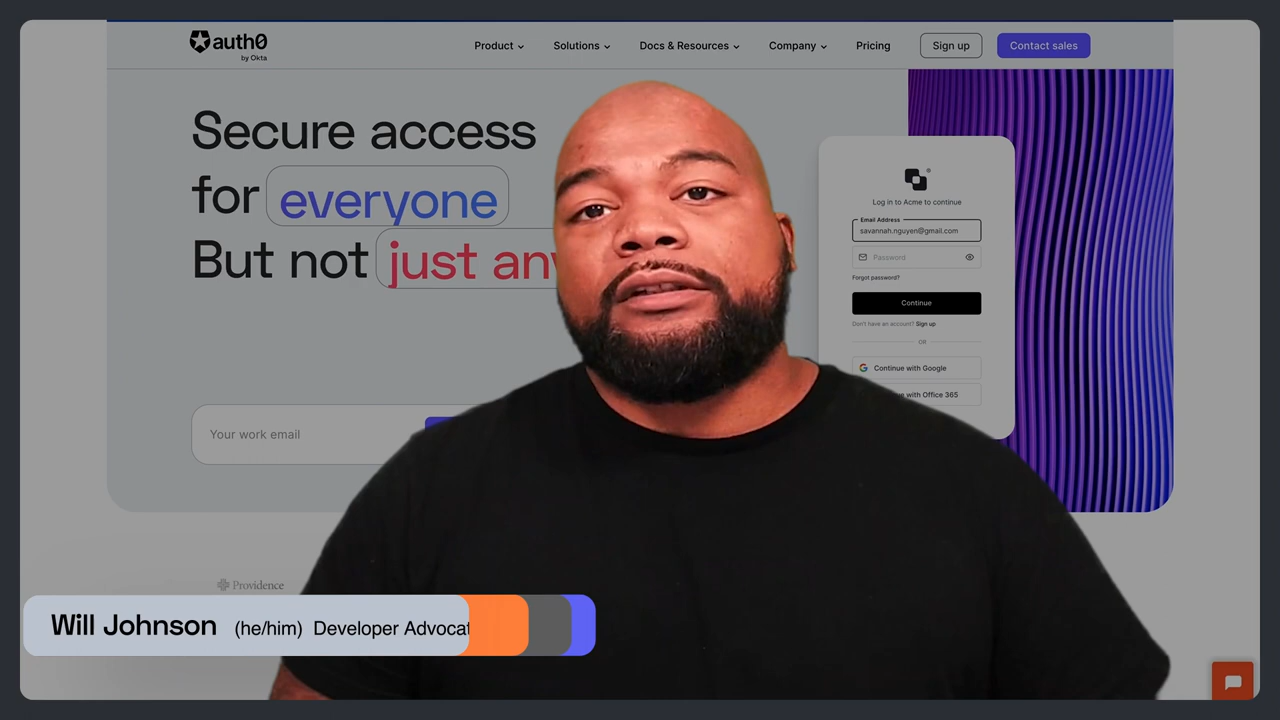 auth0
by Okta
Product
Solutions
Docs & Resources
Company
Pricing
Sign up
Contact sales
Secure access
for everyone
But not just any
Your work email
Log in to Acme to continue
Email Address
savannah.nguyen@gmail.com
Password
Forgot password?
Continue
Don't have an account? Sign up
OR
Continue with Google
with Office 365
Providence
Will Johnson (he/him) Developer Advocat